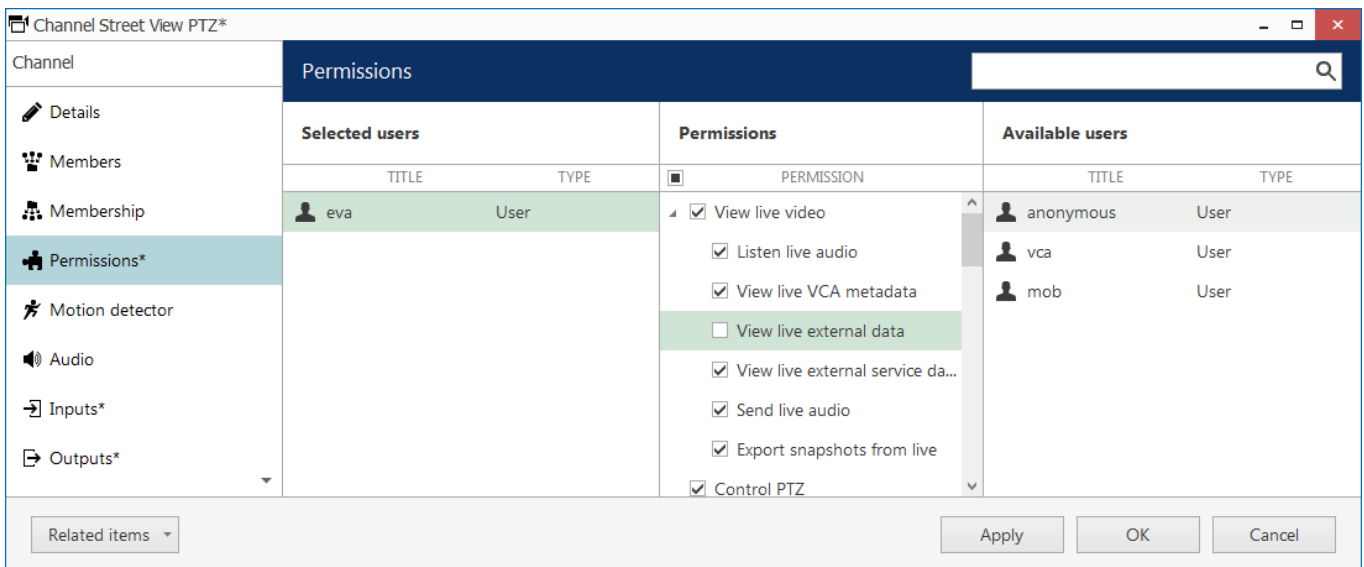 Channel Street View PTZ*
Channel
Permissions
Details
Members
Membership
Permissions*
Motion detector
Audio
Inputs*
Outputs*
Selected users
TITLE TYPE
eva User
Permissions
PERMISSION
View live video
Listen live audio
View live VCA metadata
View live external data
View live external service da...
Send live audio
Export snapshots from live
Control PTZ
Available users
TITLE TYPE
anonymous User
vca User
mob User
Related items
Apply
OK
Cancel